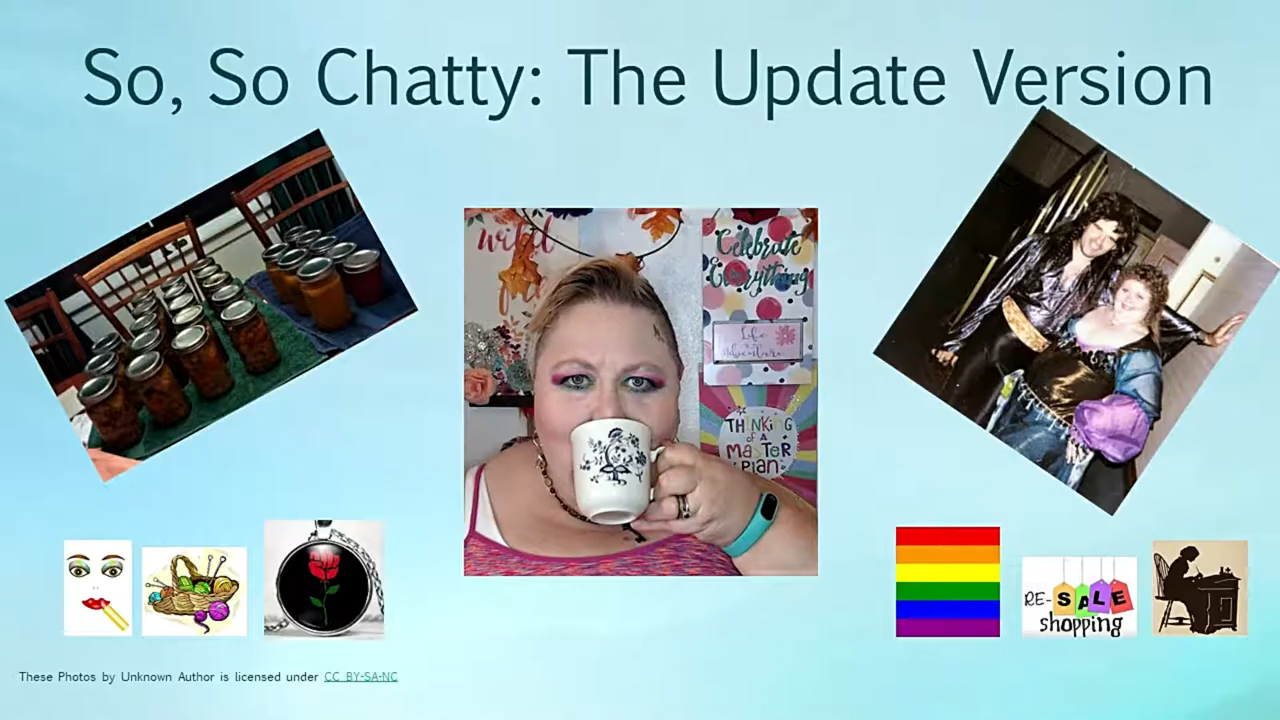 So, So Chatty: The Update Version
wild
Celebrate
Everything
Life
adventure
THINKING
OF A
MASTER
PLAN
RE-SALE
shopping
These Photos by Unknown Author is licensed under CC BY-SA-NC